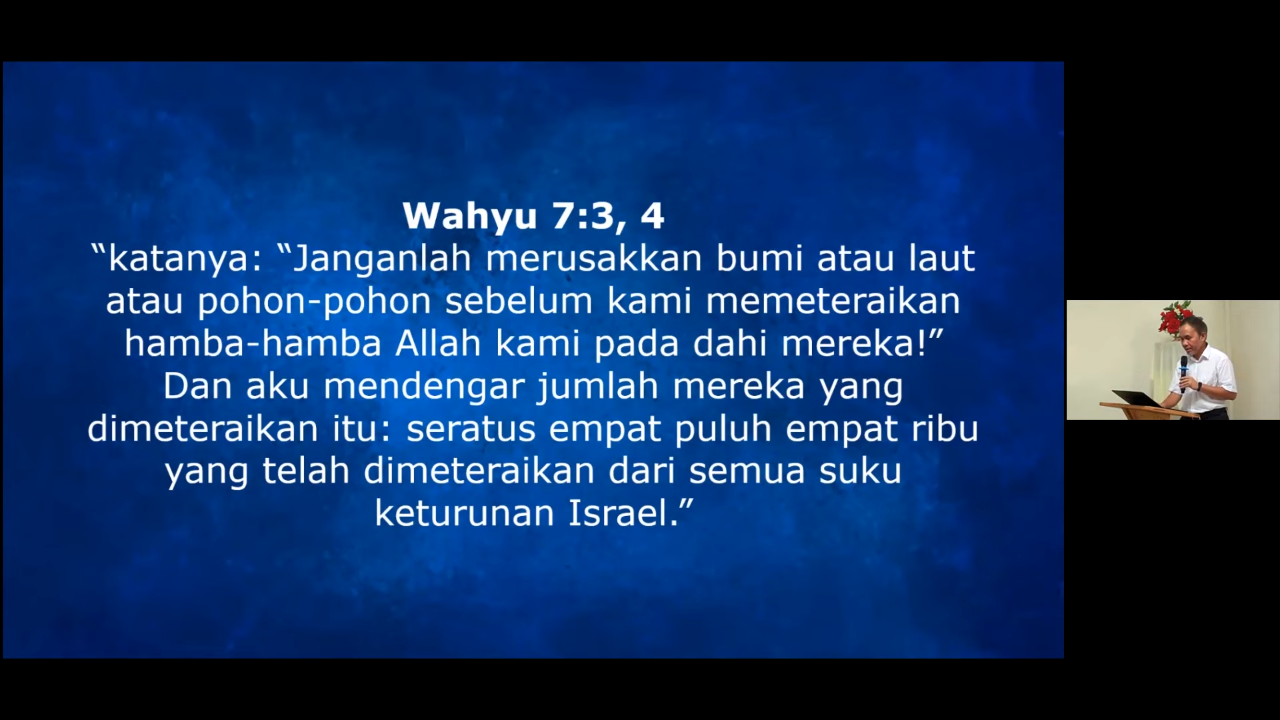 Wahyu 7:3, 4
“katanya: “Janganlah merusakkan bumi atau laut
atau pohon-pohon sebelum kami memeteraikan
hamba-hamba Allah kami pada dahi mereka!”
Dan aku mendengar jumlah mereka yang
dimeteraikan itu: seratus empat puluh empat ribu
yang telah dimeteraikan dari semua suku
keturunan Israel.”